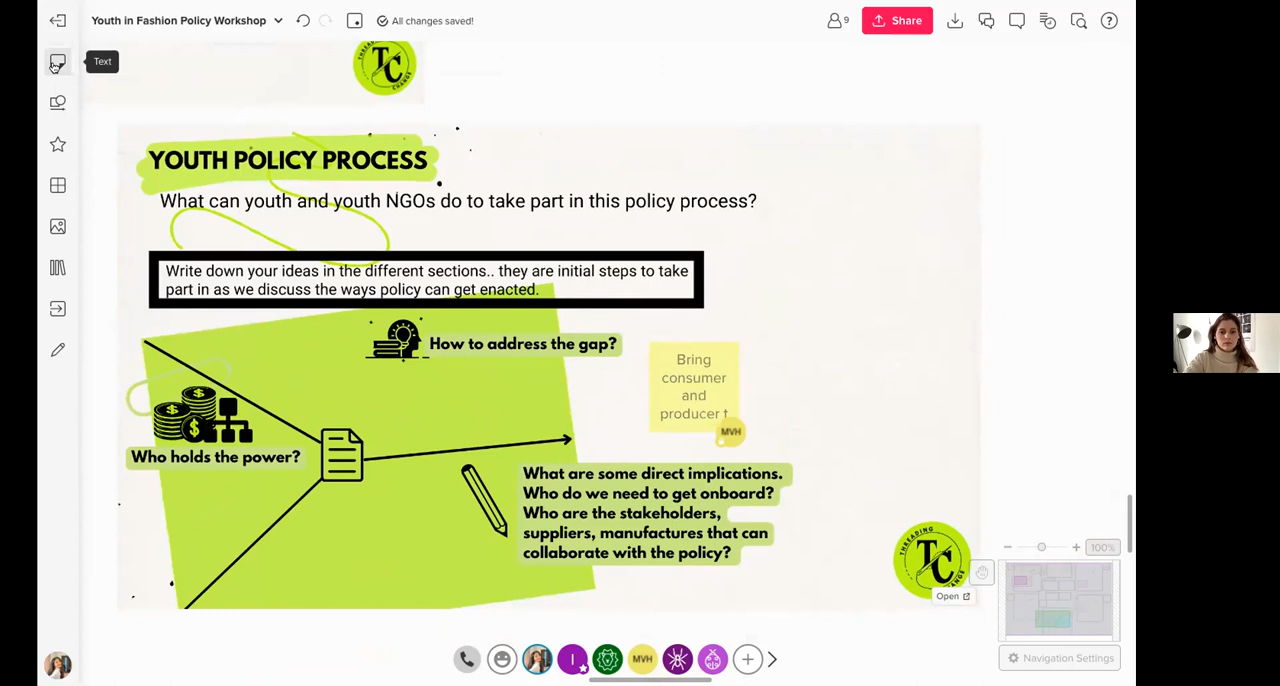 Youth in Fashion Policy Workshop
All changes saved!
9
Share
Text
TC
CHANGE
YOUTH POLICY PROCESS
What can youth and youth NGOs do to take part in this policy process?
Write down your ideas in the different sections.. they are initial steps to take
part in as we discuss the ways policy can get enacted.
How to address the gap?
Bring
consumer
and
producer t
MVH
Who holds the power?
What are some direct implications.
Who do we need to get onboard?
Who are the stakeholders,
suppliers, manufactures that can
collaborate with the policy?
THREADING
TC
Open
100%
Navigation Settings
I
MVH